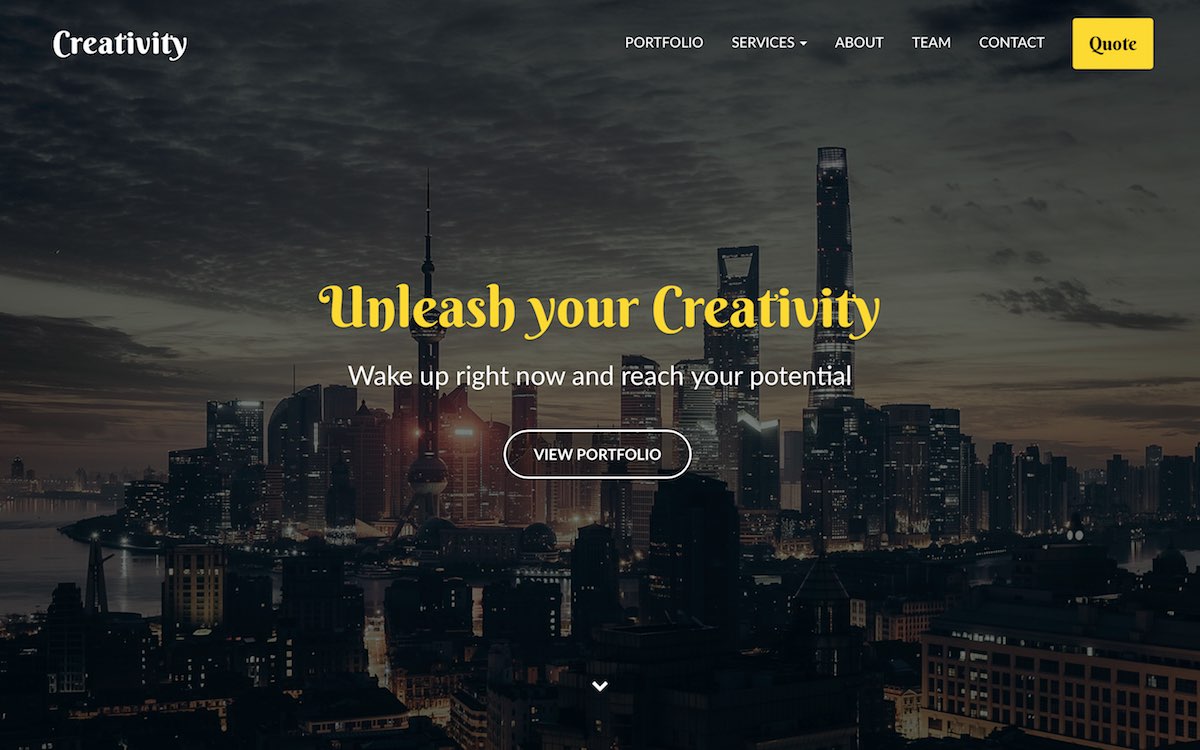 Creativity
PORTFOLIO SERVICES ABOUT TEAM CONTACT Quote
Unleash your Creativity
Wake up right now and reach your potential
VIEW PORTFOLIO